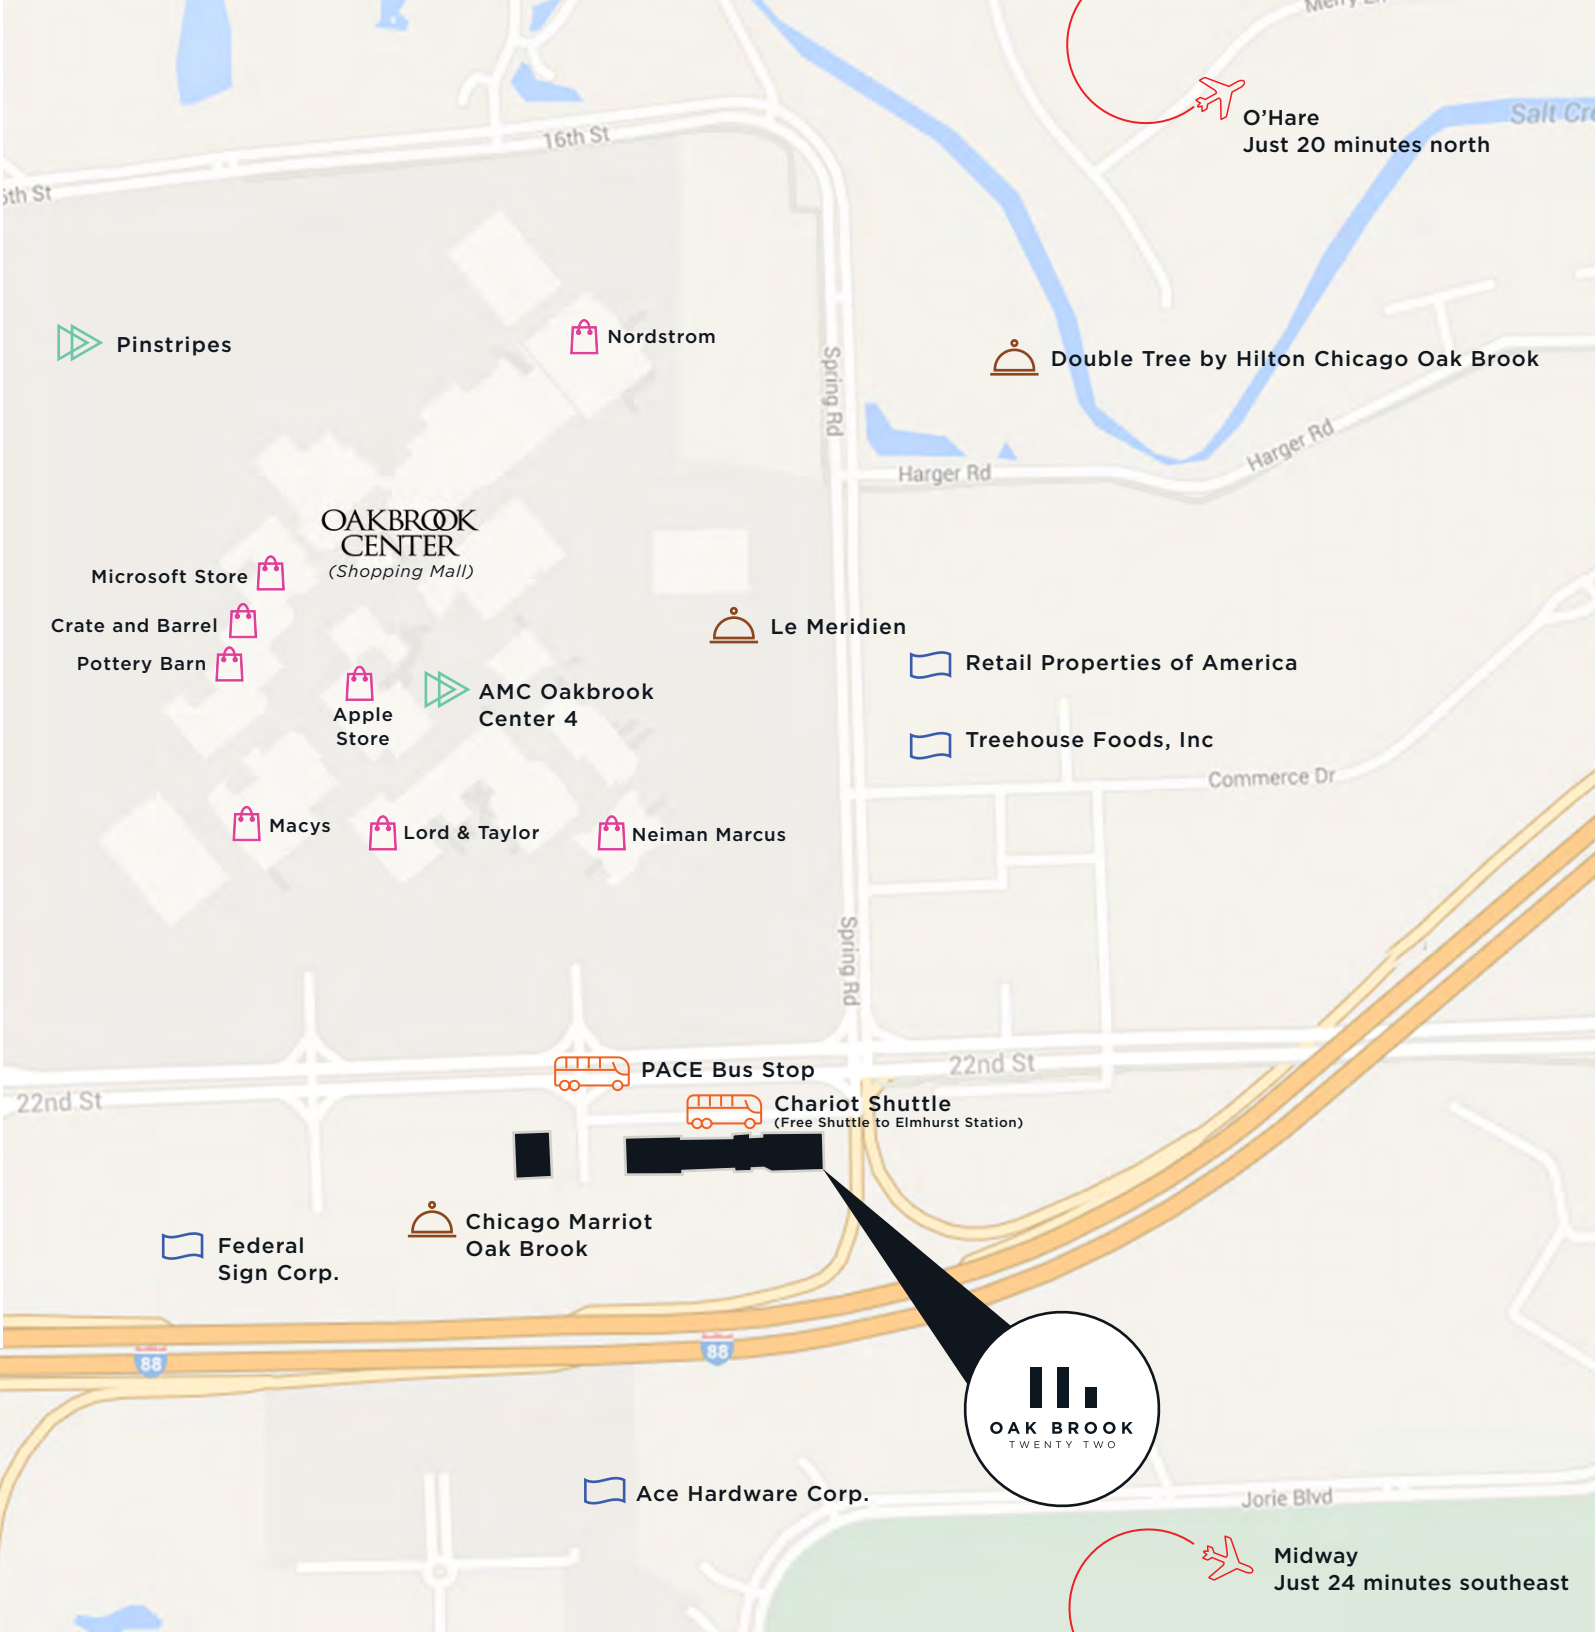 16th St
O'Hare
Just 20 minutes north
Pinstripes
Nordstrom
Spring Rd
Double Tree by Hilton Chicago Oak Brook
Harger Rd
Harger Rd
OAKBROOK
CENTER
(Shopping Mall)
Microsoft Store
Crate and Barrel
Pottery Barn
Le Meridien
Retail Properties of America
Apple
Store
AMC Oakbrook
Center 4
Treehouse Foods, Inc
Commerce Dr
Macys
Lord & Taylor
Neiman Marcus
Spring Rd
PACE Bus Stop
22nd St
22nd St
Chariot Shuttle
(Free Shuttle to Elmhurst Station)
Chicago Marriot
Oak Brook
Federal
Sign Corp.
88
88
OAK BROOK
TWENTY TWO
Ace Hardware Corp.
Jorie Blvd
Midway
Just 24 minutes southeast